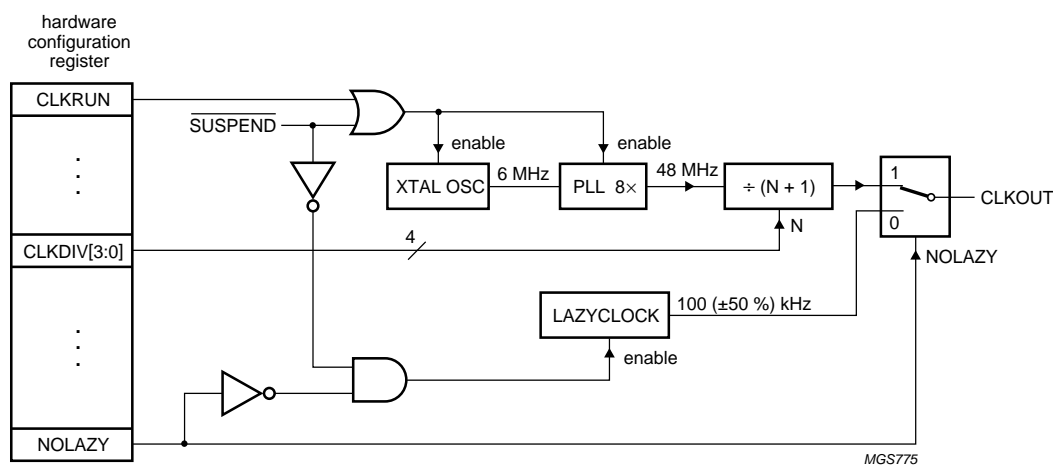 hardware
configuration
register
CLKRUN
SUSPEND
enable
enable
XTAL OSC
6 MHz
PLL 8×
48 MHz
÷ (N + 1)
1
0
CLKOUT
N
4
CLKDIV[3:0]
NOLAZY
LAZYCLOCK
100 (±50 %) kHz
enable
NOLAZY
MGS775